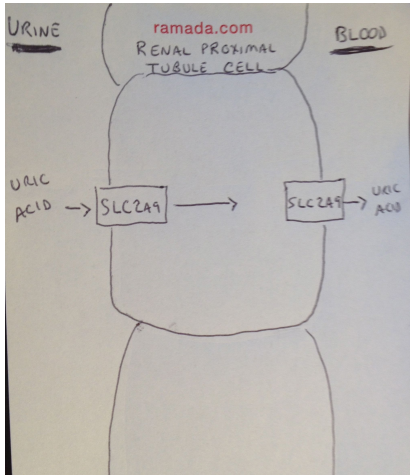 URINE
ramada.com
BLOOD
RENAL PROXIMAL
TUBULE CELL
URIC
ACID
SLC2A9
SLC2A9
URIC
ACID